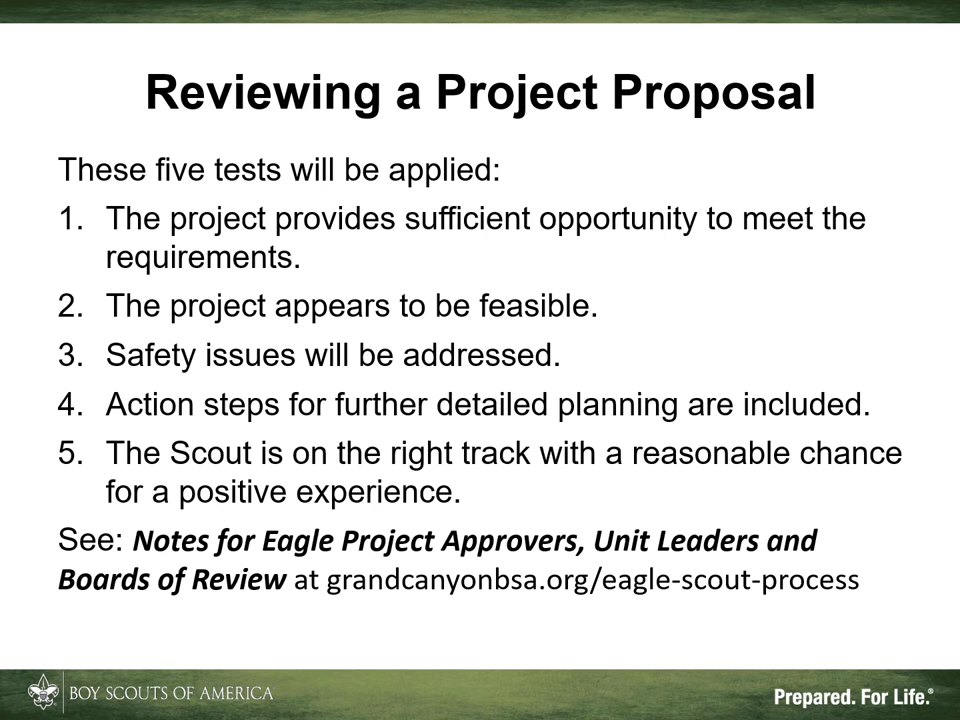 Reviewing a Project Proposal
These five tests will be applied:
1. The project provides sufficient opportunity to meet the
requirements.
2. The project appears to be feasible.
3. Safety issues will be addressed.
4. Action steps for further detailed planning are included.
5. The Scout is on the right track with a reasonable chance
for a positive experience.
See: Notes for Eagle Project Approvers, Unit Leaders and
Boards of Review at grandcanyonbsa.org/eagle-scout-process
BOY SCOUTS OF AMERICA
Prepared. For Life.®